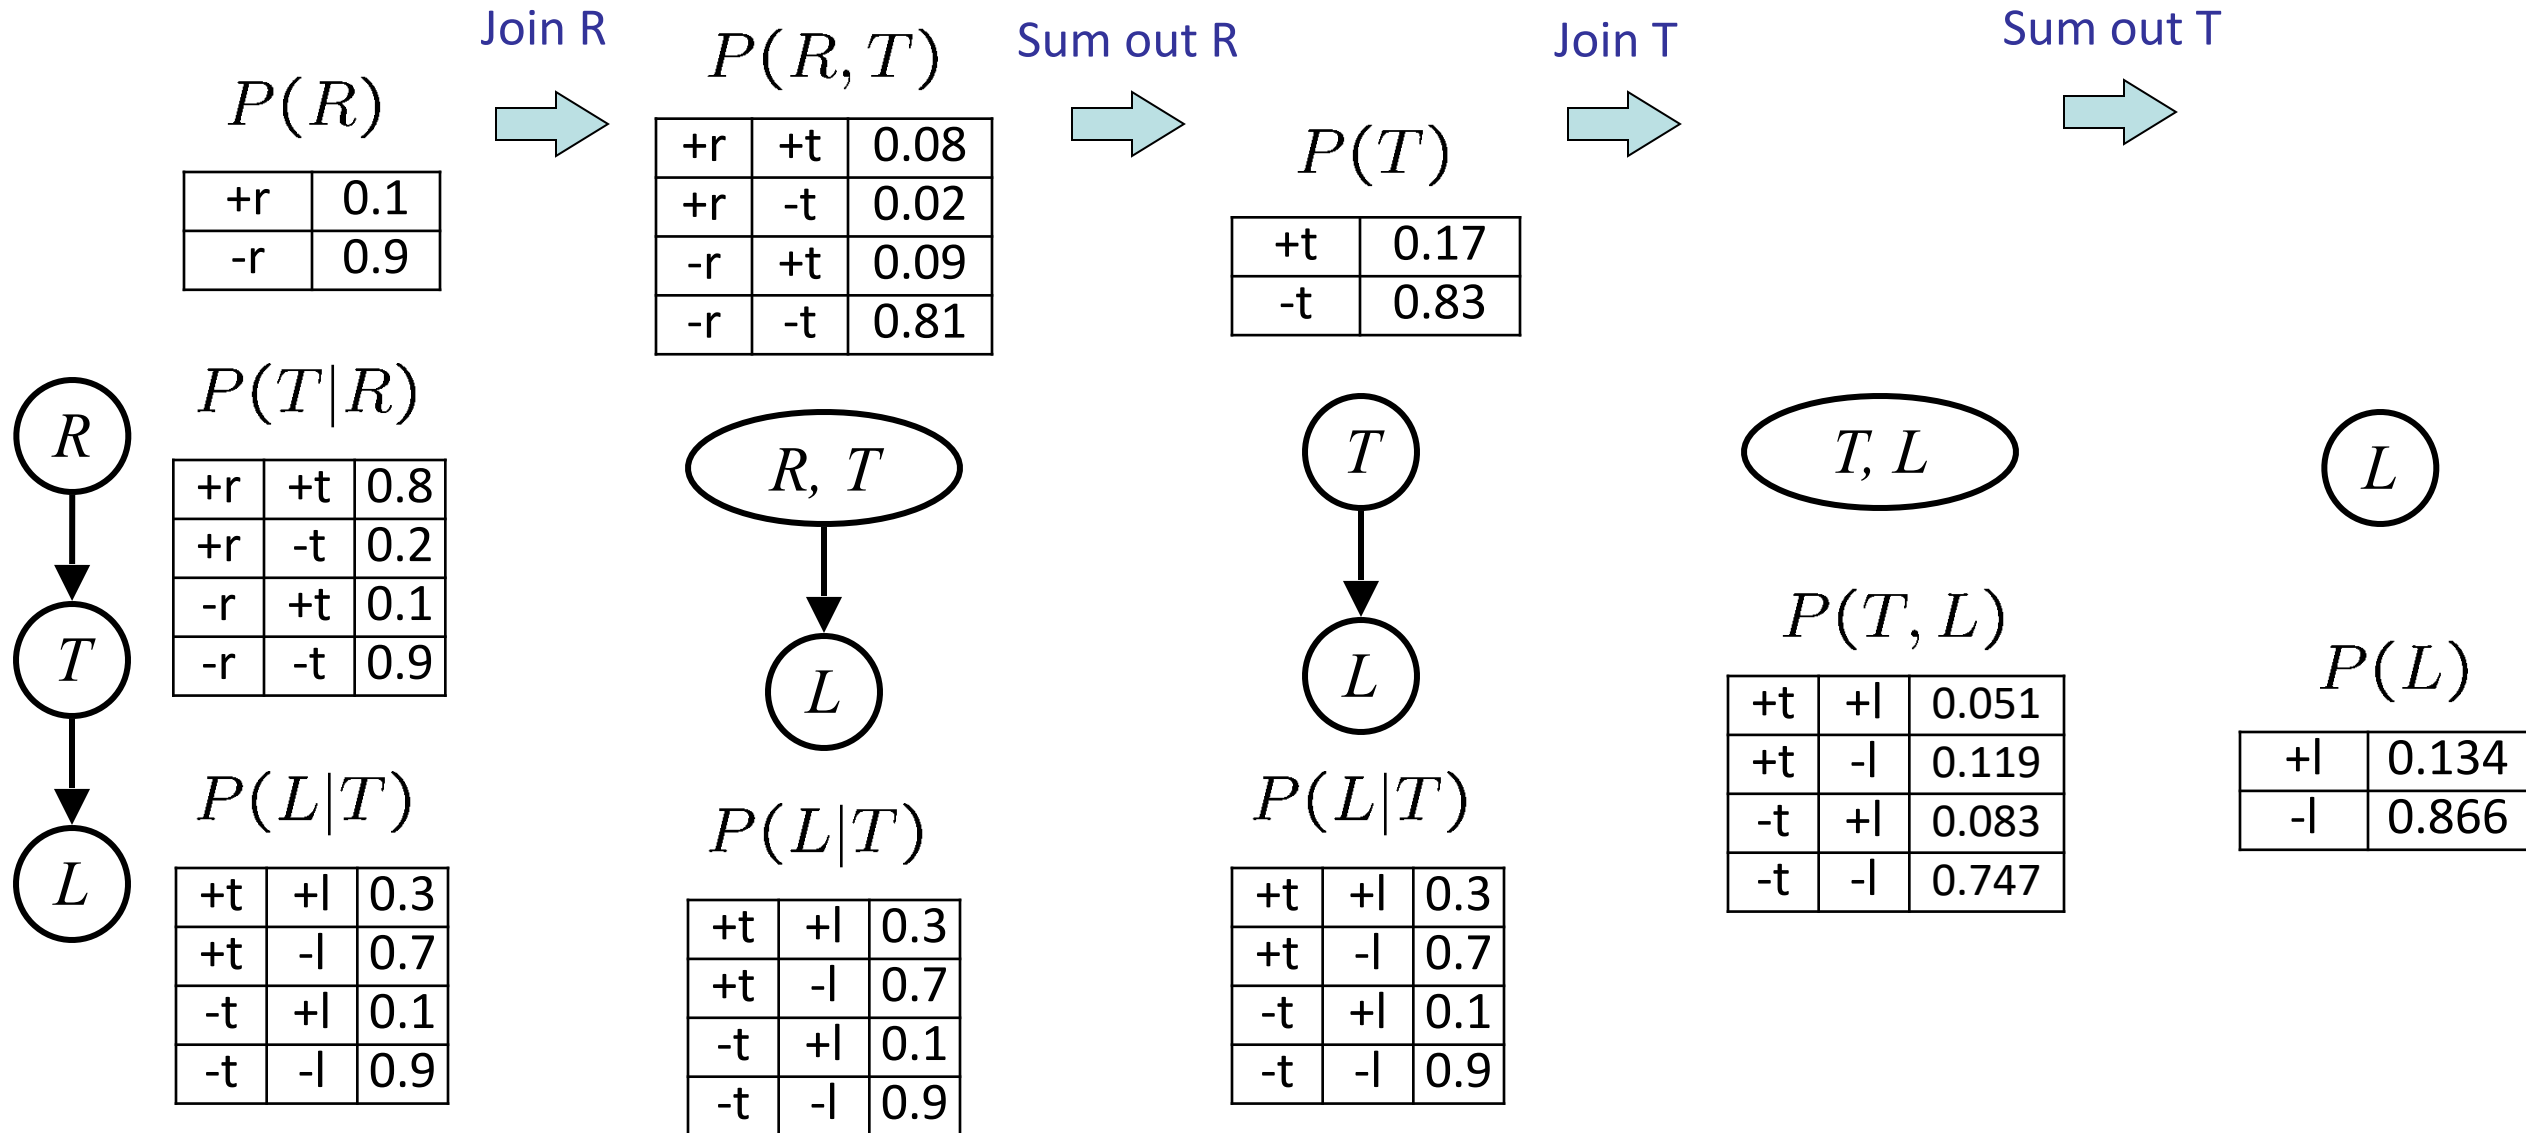 Join R
Sum out R
Join T
Sum out T
P(R)
+r 0.1
-r 0.9
P(T|R)
+r +t 0.8
+r -t 0.2
-r +t 0.1
-r -t 0.9
P(L|T)
+t +l 0.3
+t -l 0.7
-t +l 0.1
-t -l 0.9
R
T
L
P(R, T)
+r +t 0.08
+r -t 0.02
-r +t 0.09
-r -t 0.81
R, T
L
P(L|T)
+t +l 0.3
+t -l 0.7
-t +l 0.1
-t -l 0.9
P(T)
+t 0.17
-t 0.83
T
L
P(L|T)
+t +l 0.3
+t -l 0.7
-t +l 0.1
-t -l 0.9
T, L
P(T, L)
+t +l 0.051
+t -l 0.119
-t +l 0.083
-t -l 0.747
L
P(L)
+l 0.134
-l 0.866